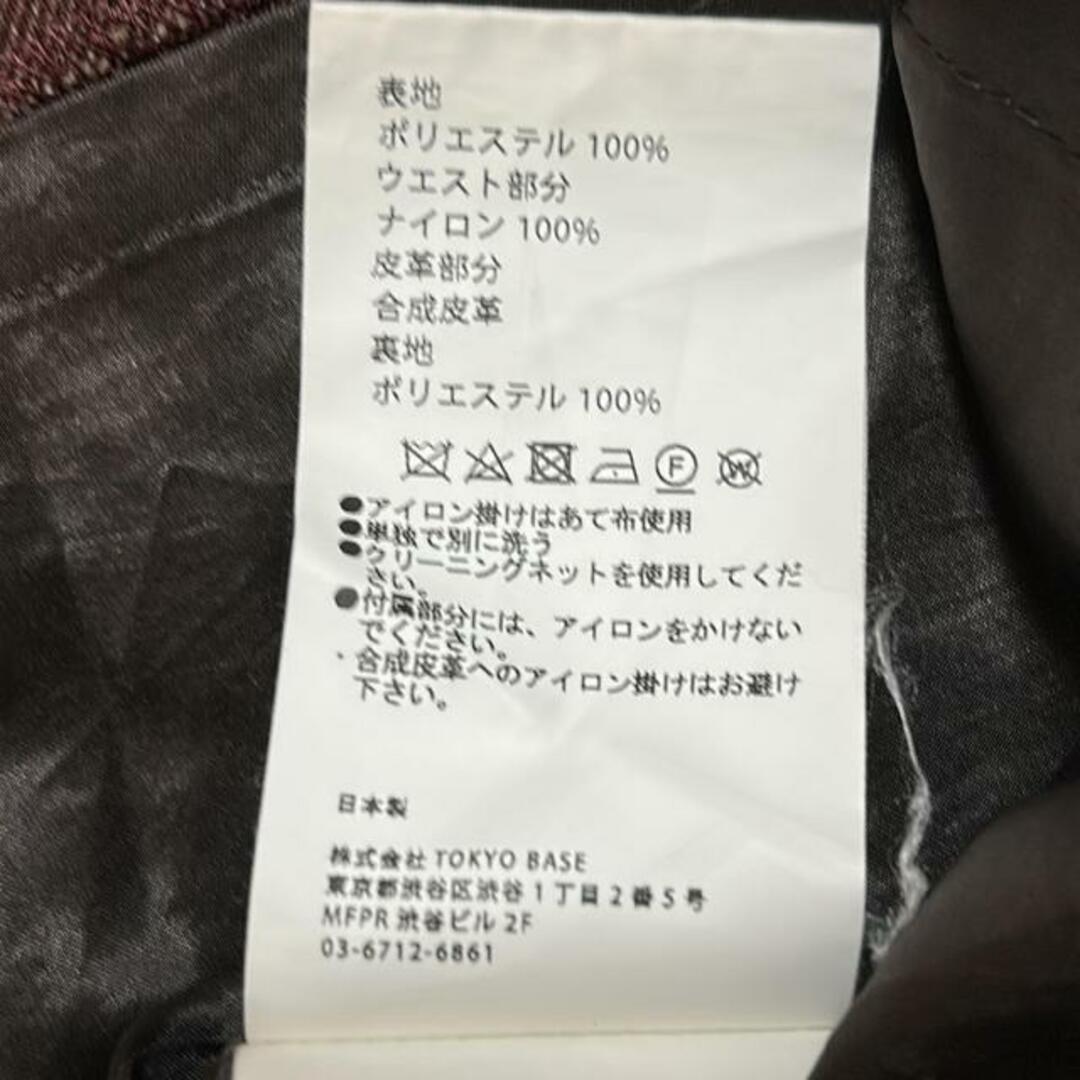 表地
ポリエステル 100%
ウエスト部分
ナイロン 100%
皮革部分
合成皮革
裏地
ポリエステル 100%
F W
●アイロン掛けはあて布使用
●単独で別に洗う
●クリーニングネットを使用してくだ
さい。
●付属部分には、アイロンをかけない
でください。
・合成皮革へのアイロン掛けはお避け
下さい。
日本製
株式会社 TOKYO BASE
東京都渋谷区渋谷1丁目2番5号
MFPR 渋谷ビル 2F
03-6712-6861